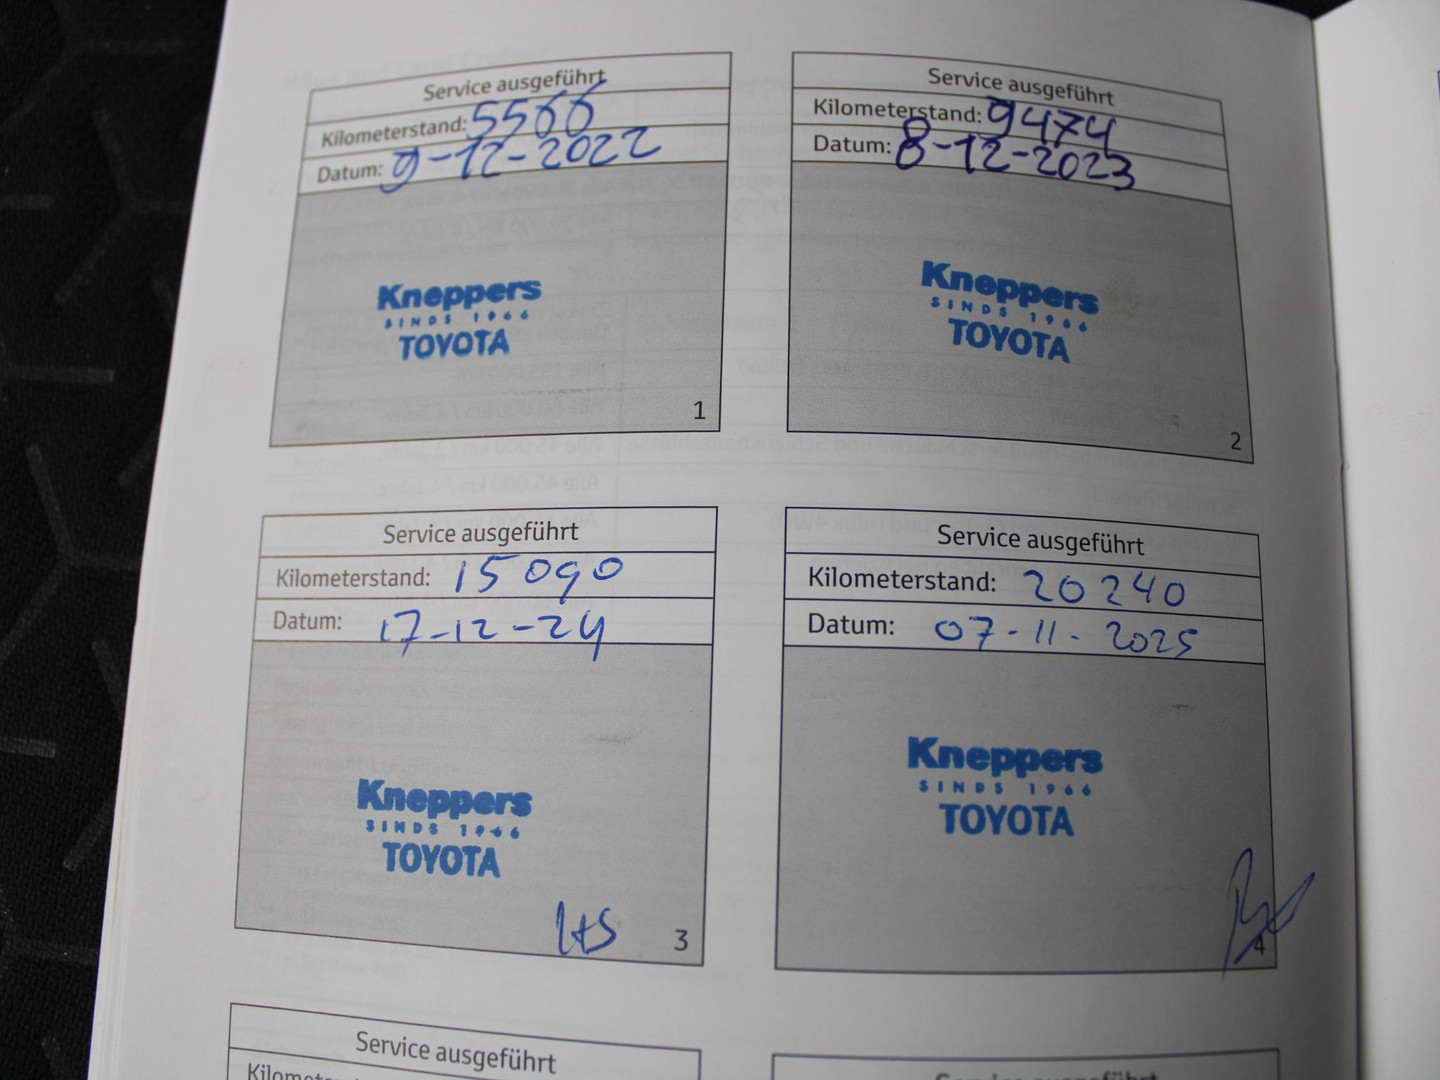 Service ausgeführt
Kilometerstand: 5566
Datum: 9-12-2022
Kneppers
SINDS 1966
TOYOTA
1
Service ausgeführt
Kilometerstand: 9474
Datum: 8-12-2023
Kneppers
SINDS 1966
TOYOTA
2
Service ausgeführt
Kilometerstand: 15090
Datum: 17-12-24
Kneppers
SINDS 1966
TOYOTA
3
Service ausgeführt
Kilometerstand: 20240
Datum: 07-11-2025
Kneppers
SINDS 1966
TOYOTA
4
Service ausgeführt
Service ausgeführt